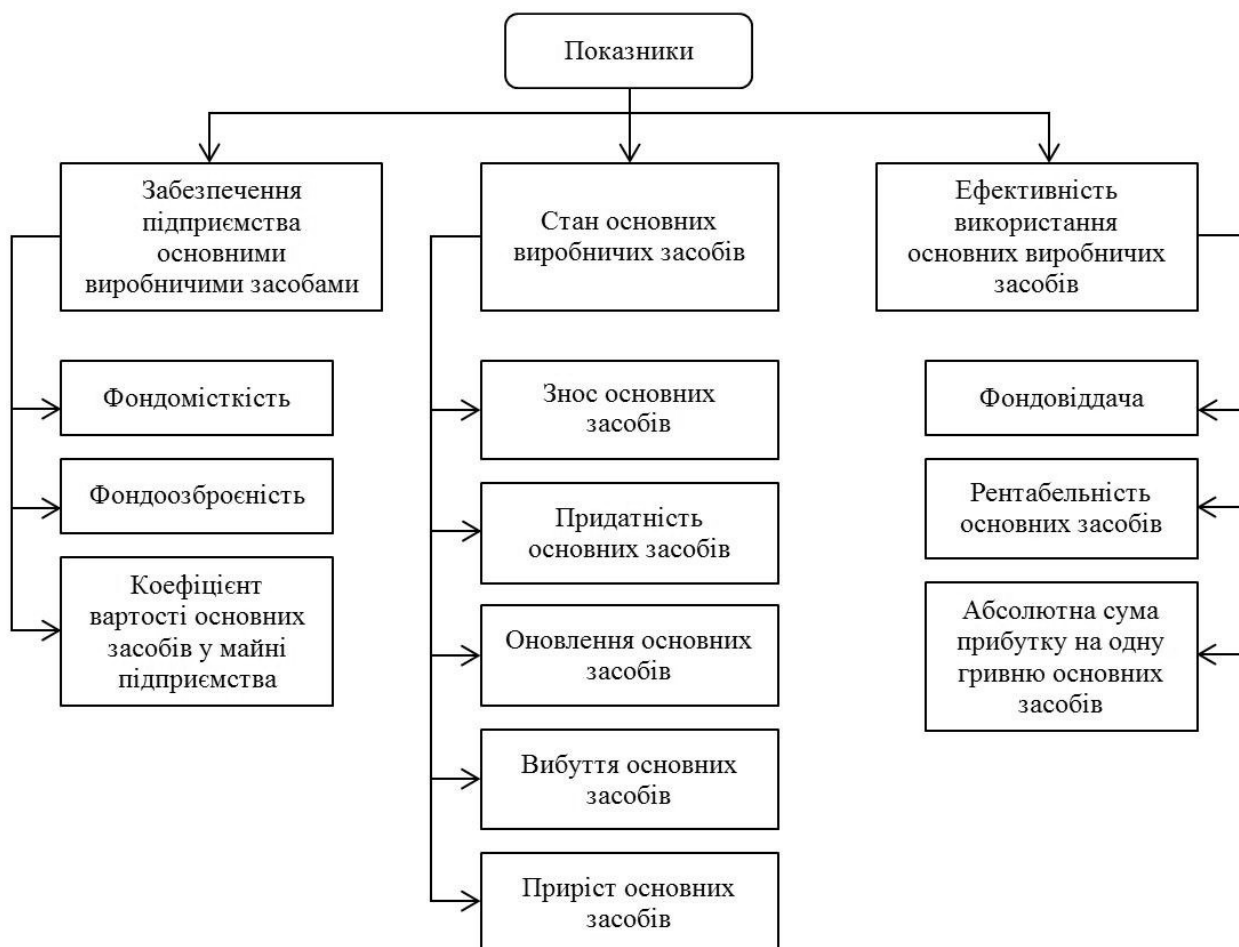 Показники
Забезпечення
підприємства
основними
виробничими засобами
Фондомісткість
Фондоозброєність
Коефіцієнт
вартості основних
засобів у майні
підприємства
Стан основних
виробничих засобів
Знос основних
засобів
Придатність
основних засобів
Оновлення основних
засобів
Вибуття основних
засобів
Приріст основних
засобів
Ефективність
використання
основних виробничих
засобів
Фондовіддача
Рентабельність
основних засобів
Абсолютна сума
прибутку на одну
гривню основних
засобів